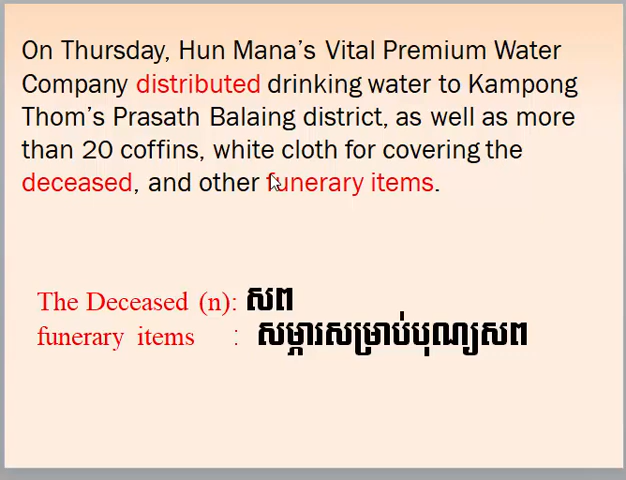 On Thursday, Hun Mana's Vital Premium Water
Company distributed drinking water to Kampong
Thom's Prasath Balaing district, as well as more
than 20 coffins, white cloth for covering the
deceased, and other funerary items.
The Deceased (n): សព
funerary items : សម្ភារសម្រាប់បុណ្យសព